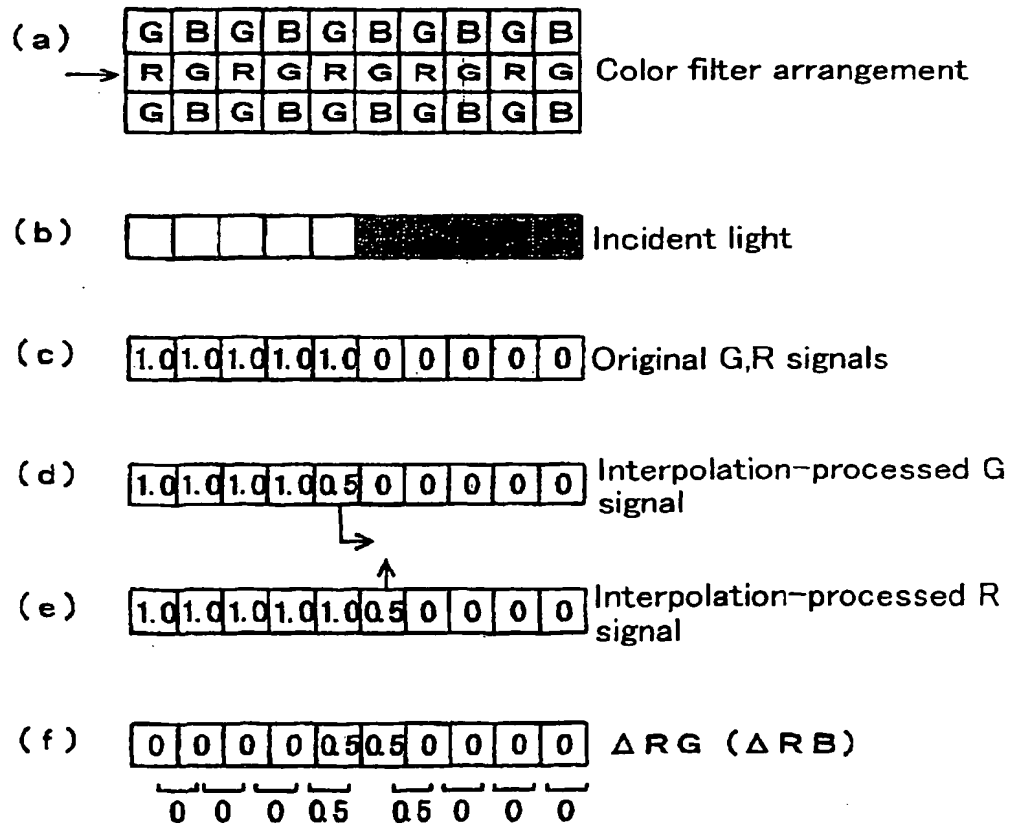 (a)
G B G B G B G B G B
R G R G R G R G R G
G B G B G B G B G B
Color filter arrangement
(b)
Incident light
(c)
1.0 1.0 1.0 1.0 1.0 0 0 0 0 0
Original G,R signals
(d)
1.0 1.0 1.0 1.0 0.5 0 0 0 0 0
Interpolation-processed G
signal
(e)
1.0 1.0 1.0 1.0 1.0 0.5 0 0 0 0
Interpolation-processed R
signal
(f)
0 0 0 0 0.5 0.5 0 0 0 0
ΔRG (ΔRB)
0 0 0 0.5 0.5 0 0 0